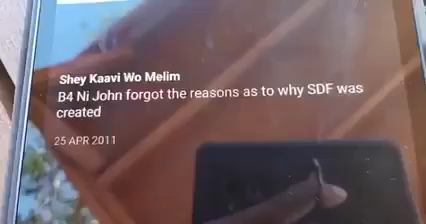 Shey Kaavi Wo Melim
B4 Ni John forgot the reasons as to why SDF was
created
25 APR 2011